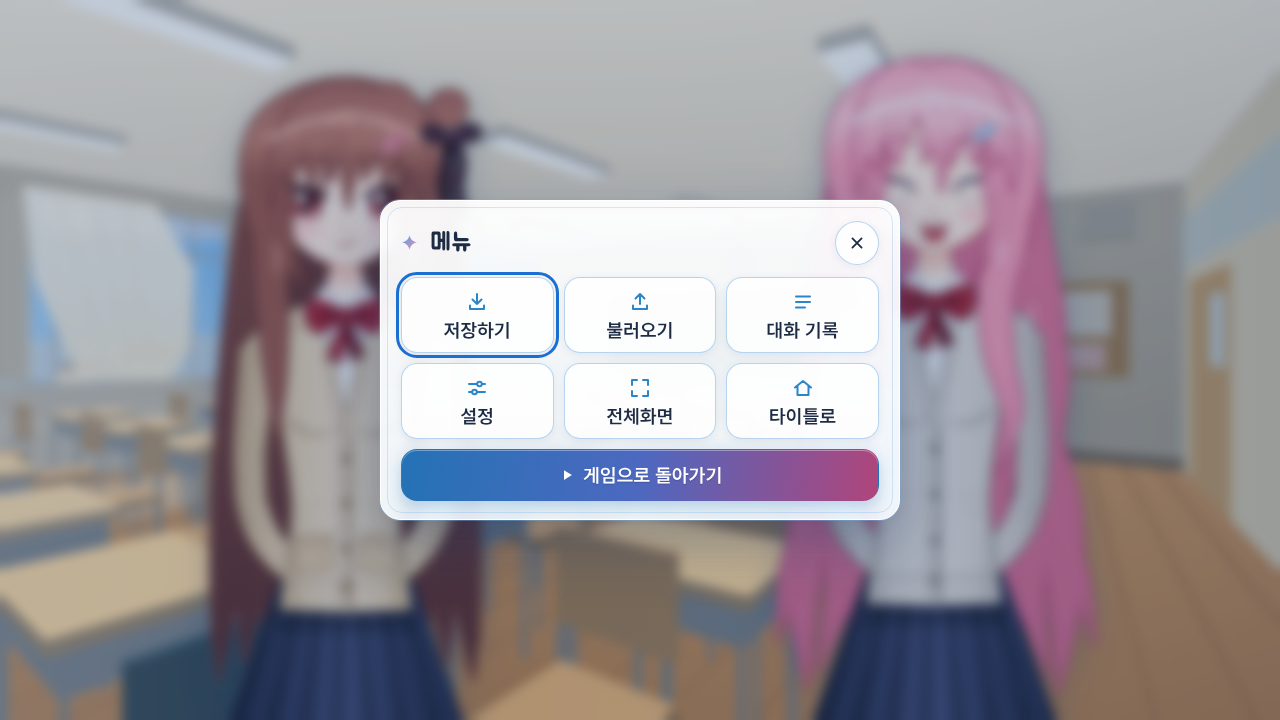 메뉴
저장하기
불러오기
대화 기록
설정
전체화면
타이틀로
게임으로 돌아가기